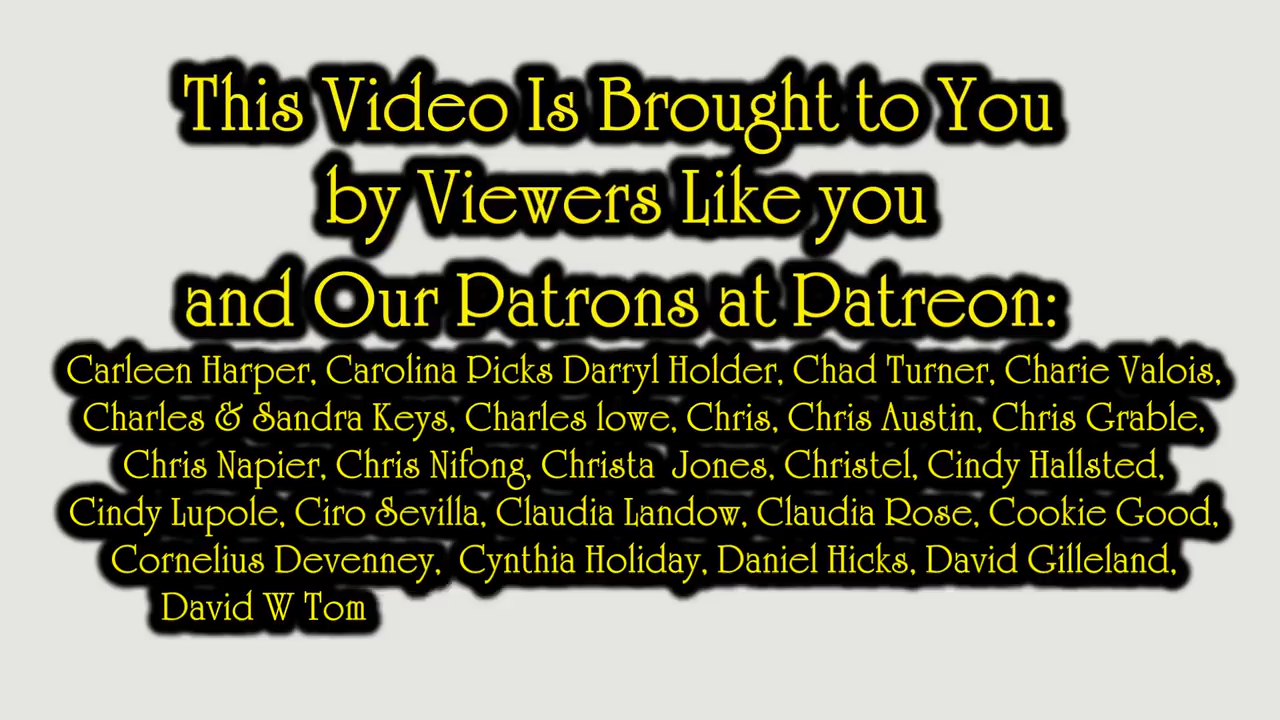 This Video Is Brought to You
by Viewers Like you
and Our Patrons at Patreon:
Carleen Harper, Carolina Picks Darryl Holder, Chad Turner, Charie Valois,
Charles & Sandra Keys, Charles lowe, Chris, Chris Austin, Chris Grable,
Chris Napier, Chris Nifong, Christa Jones, Christel, Cindy Hallsted,
Cindy Lupole, Ciro Sevilla, Claudia Landow, Claudia Rose, Cookie Good,
Cornelius Devenney, Cynthia Holiday, Daniel Hicks, David Gilleland,
David W Tom